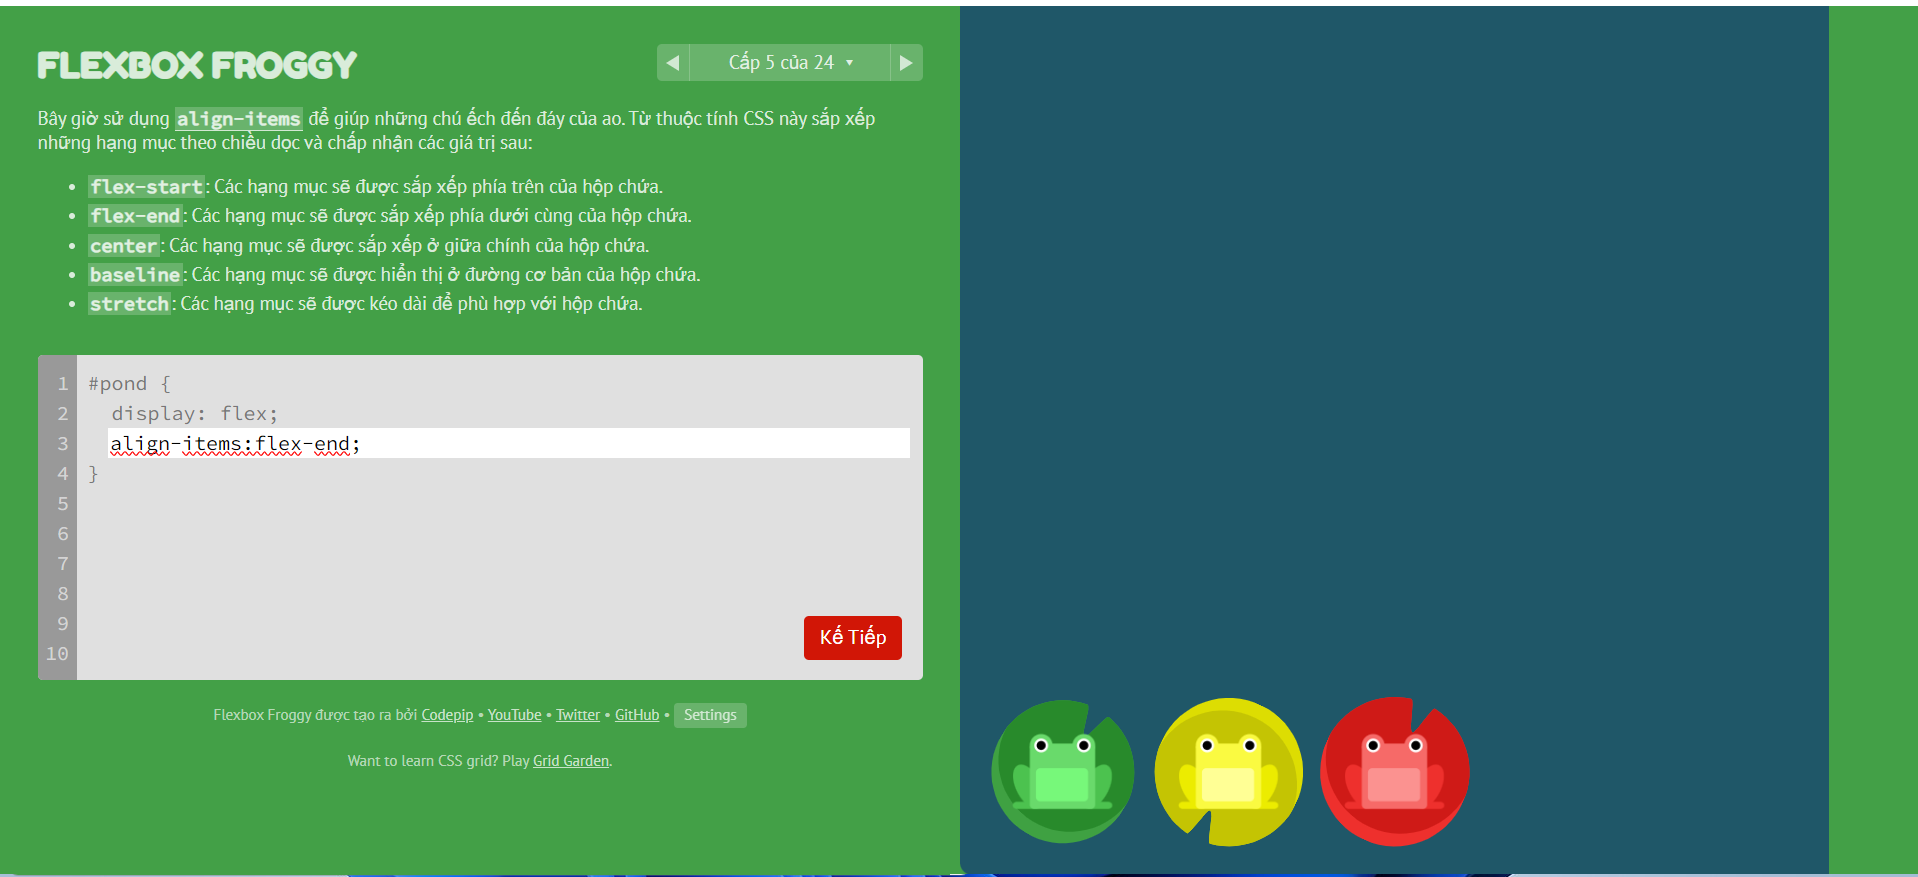 FLEXBOX FROGGY
◀ Cấp 5 của 24 ▼ ▶
Bây giờ sử dụng align-items để giúp những chú ếch đến đáy của ao. Từ thuộc tính CSS này sắp xếp
những hạng mục theo chiều dọc và chấp nhận các giá trị sau:
• flex-start: Các hạng mục sẽ được sắp xếp phía trên của hộp chứa.
• flex-end: Các hạng mục sẽ được sắp xếp phía dưới cùng của hộp chứa.
• center: Các hạng mục sẽ được sắp xếp ở giữa chính của hộp chứa.
• baseline: Các hạng mục sẽ được hiển thị ở đường cơ bản của hộp chứa.
• stretch: Các hạng mục sẽ được kéo dài để phù hợp với hộp chứa.
1 #pond {
2 display: flex;
3 align-items:flex-end;
4 }
5
6
7
8
9
10
Kế Tiếp
Flexbox Froggy được tạo ra bởi Codepip • YouTube • Twitter • GitHub • Settings
Want to learn CSS grid? Play Grid Garden.